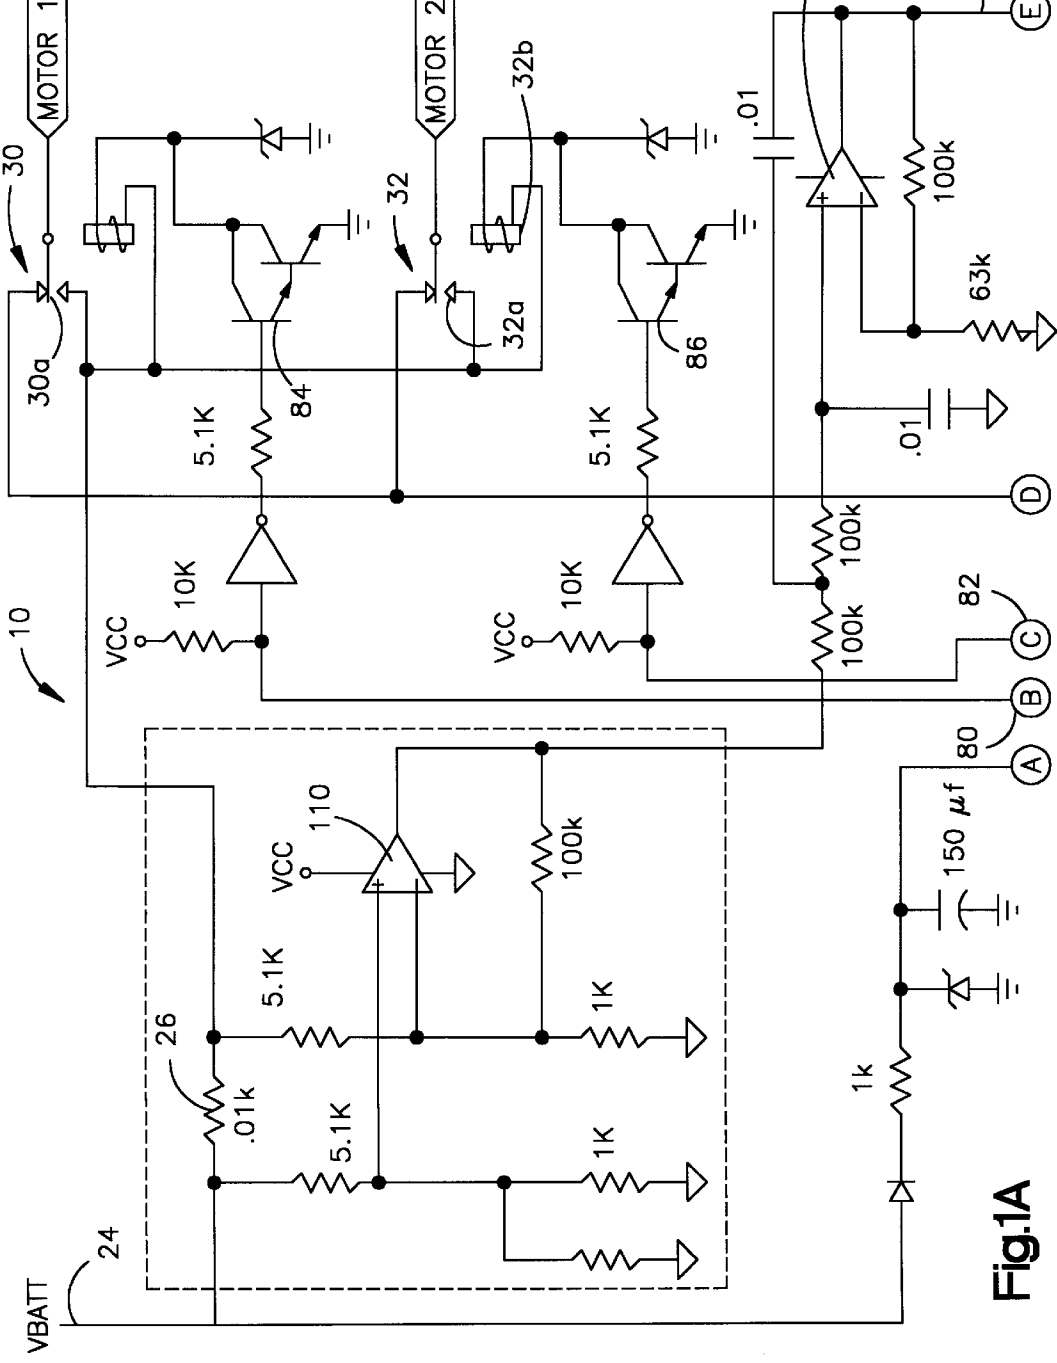 MOTOR 1
MOTOR 2
30
32
32b
.01
E
30a
32a
84
86
100k
63k
5.1K
5.1K
.01
D
10
VCC
10K
VCC
10K
100k
100k
82
C
80
B
A
VCC
110
+
−
+
−
100k
150 µf
26
5.1K
1K
.01k
5.1K
1K
1k
24
VBATT
Fig.1A